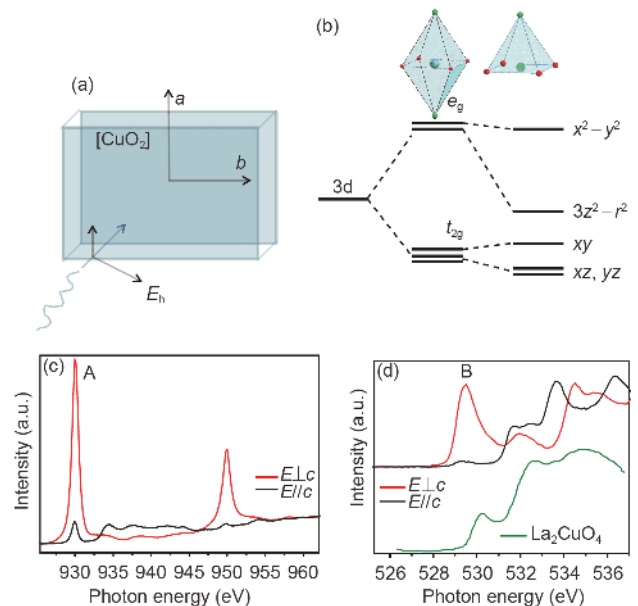 (a)
a
[CuO₂]
b
Eₕ
(b)
e_g
x² – y²
3d
3z² – r²
t₂g
xy
xz, yz
(c)
A
Intensity (a.u.)
E⊥c
E//c
930 935 940 945 950 955 960
Photon energy (eV)
(d)
B
Intensity (a.u.)
E⊥c
E//c
La₂CuO₄
526 528 530 532 534 536
Photon energy (eV)